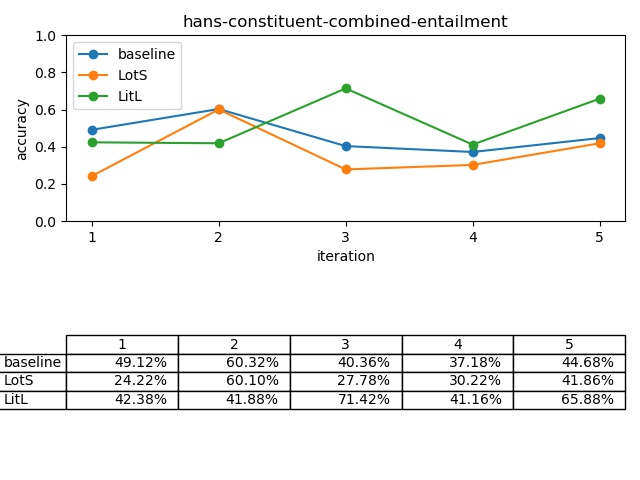 hans-constituent-combined-entailment
1.0
0.8
0.6
0.4
0.2
0.0
accuracy
baseline
LotS
LitL
1 2 3 4 5
iteration
1 2 3 4 5
baseline 49.12% 60.32% 40.36% 37.18% 44.68%
LotS 24.22% 60.10% 27.78% 30.22% 41.86%
LitL 42.38% 41.88% 71.42% 41.16% 65.88%